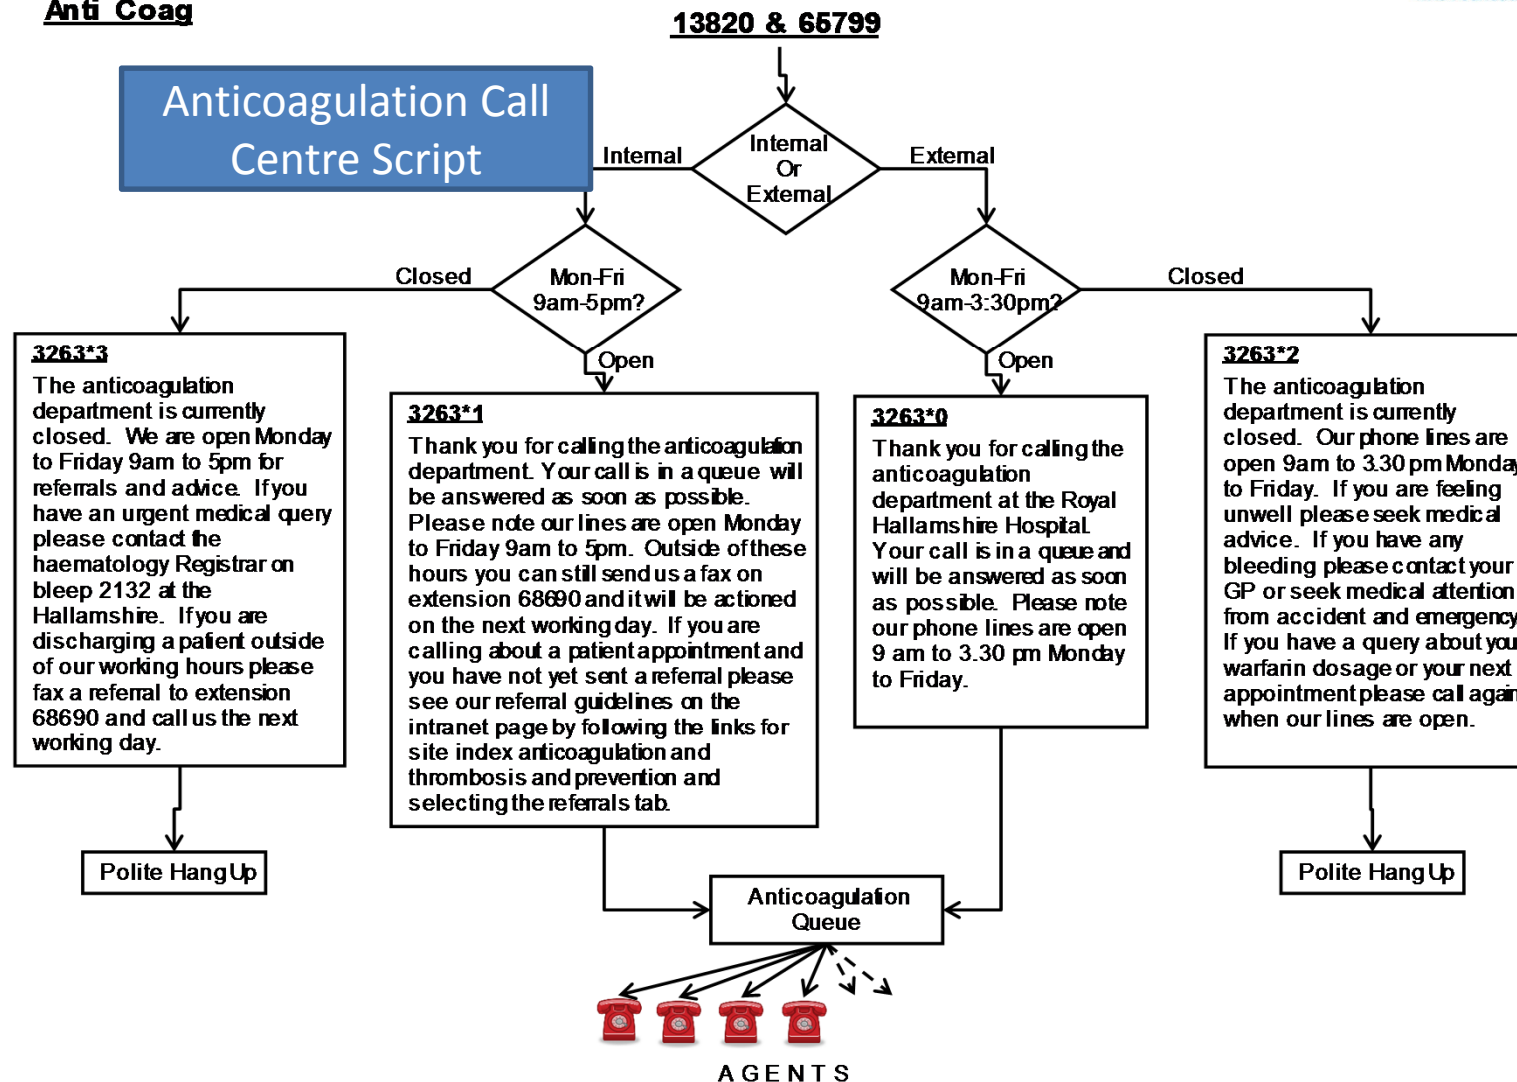 Anti Coag
13820 & 65799
Anticoagulation Call
Centre Script
Internal
Or
External
Internal
External
Mon-Fri
9am-5pm?
Closed
Open
Mon-Fri
9am-3:30pm?
Closed
Open
3263*3
The anticoagulation
department is currently
closed. We are open Monday
to Friday 9am to 5pm for
referrals and advice. If you
have an urgent medical query
please contact the
haematology Registrar on
bleep 2132 at the
Hallamshire. If you are
discharging a patient outside
of our working hours please
fax a referral to extension
68690 and call us the next
working day.
Polite Hang Up
3263*1
Thank you for calling the anticoagulation
department. Your call is in a queue will
be answered as soon as possible.
Please note our lines are open Monday
to Friday 9am to 5pm. Outside of these
hours you can still send us a fax on
extension 68690 and it will be actioned
on the next working day. If you are
calling about a patient appointment and
you have not yet sent a referral please
see our referral guidelines on the
intranet page by following the links for
site index anticoagulation and
thrombosis and prevention and
selecting the referrals tab.
3263*0
Thank you for calling the
anticoagulation
department at the Royal
Hallamshire Hospital.
Your call is in a queue and
will be answered as soon
as possible. Please note
our phone lines are open
9 am to 3.30 pm Monday
to Friday.
3263*2
The anticoagulation
department is currently
closed. Our phone lines are
open 9am to 3.30 pm Monday
to Friday. If you are feeling
unwell please seek medical
advice. If you have any
bleeding please contact your
GP or seek medical attention
from accident and emergency
If you have a query about your
warfarin dosage or your next
appointment please call again
when our lines are open.
Polite Hang Up
Anticoagulation
Queue
AGENTS